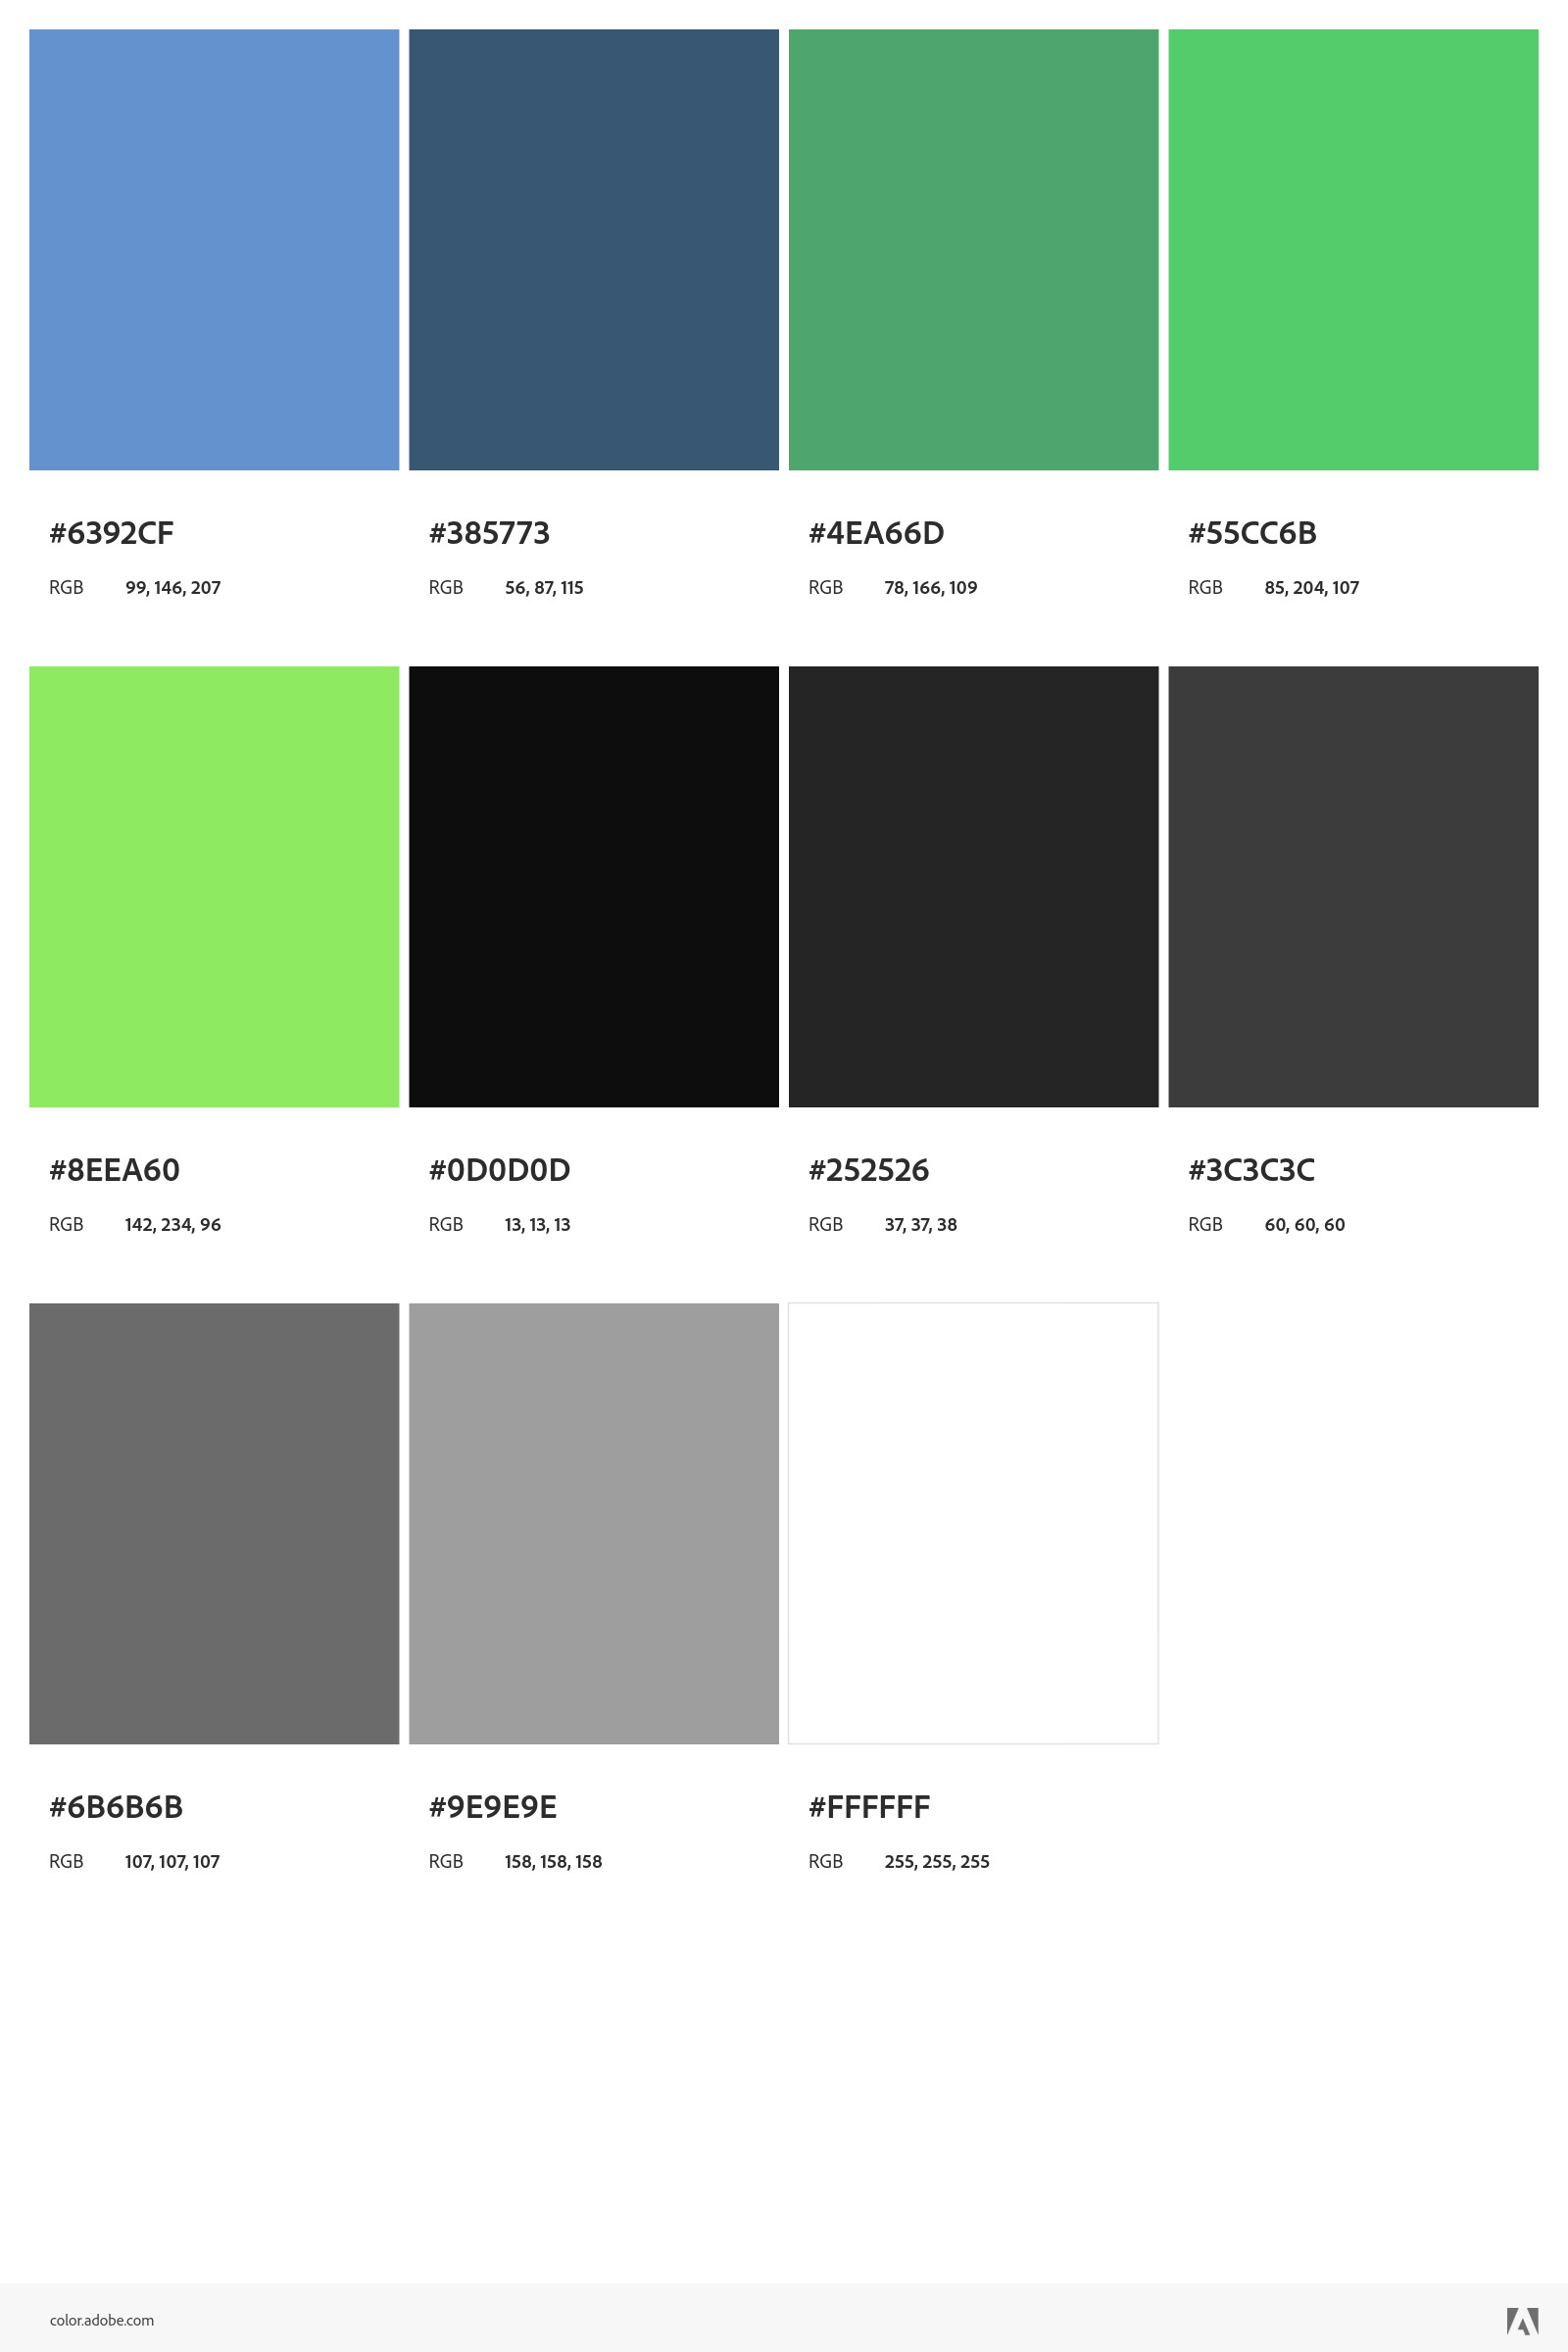 #6392CF #385773 #4EA66D #55CC6B
RGB 99, 146, 207 RGB 56, 87, 115 RGB 78, 166, 109 RGB 85, 204, 107
#8EEA60 #0D0D0D #252526 #3C3C3C
RGB 142, 234, 96 RGB 13, 13, 13 RGB 37, 37, 38 RGB 60, 60, 60
#6B6B6B #9E9E9E #FFFFFF
RGB 107, 107, 107 RGB 158, 158, 158 RGB 255, 255, 255
color.adobe.com